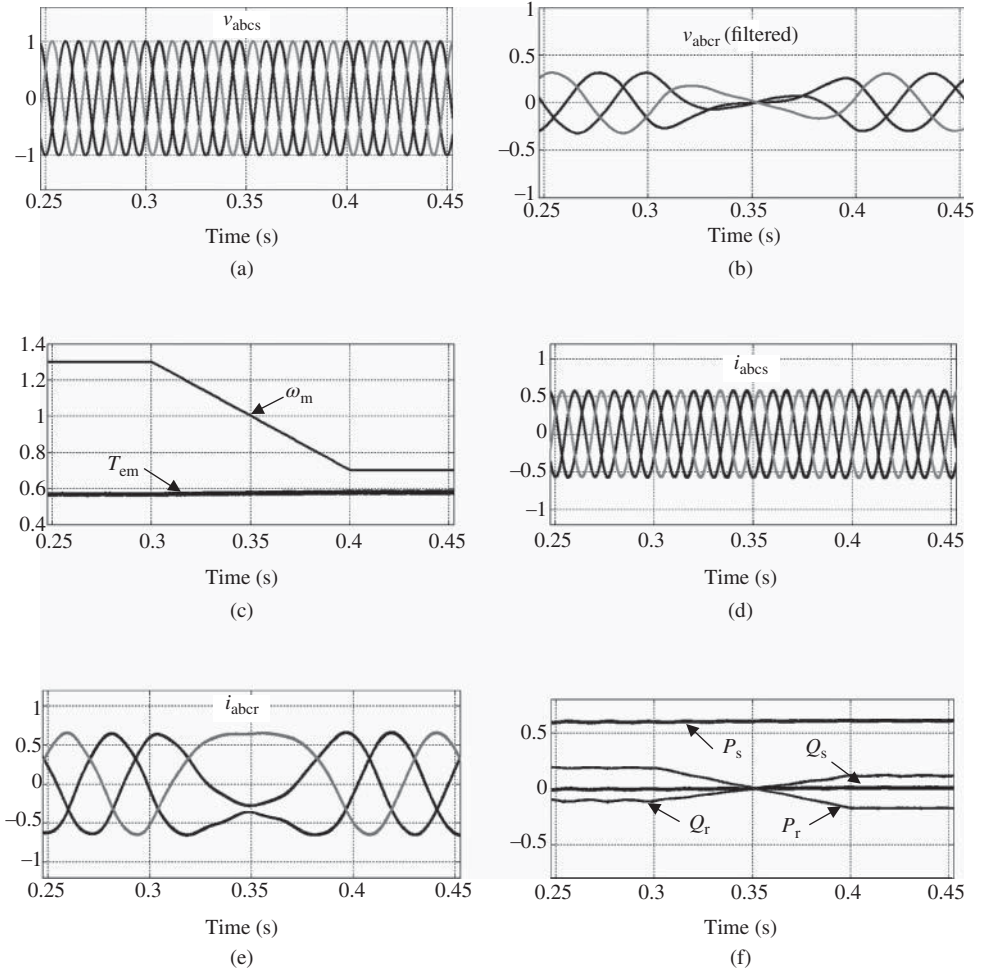 v_abcs
1
0
−1
0.25 0.3 0.35 0.4 0.45
Time (s)
(a)
v_abcr (filtered)
1
0.5
0
−0.5
−1
0.25 0.3 0.35 0.4 0.45
Time (s)
(b)
1.4
1.2
1
0.8
0.6
0.4
ω_m
T_em
0.25 0.3 0.35 0.4 0.45
Time (s)
(c)
i_abcs
1
0.5
0
−0.5
−1
0.25 0.3 0.35 0.4 0.45
Time (s)
(d)
i_abcr
1
0.5
0
−0.5
−1
0.25 0.3 0.35 0.4 0.45
Time (s)
(e)
0.5
0
0.5
P_s Q_s
Q_r P_r
0.25 0.3 0.35 0.4 0.45
Time (s)
(f)